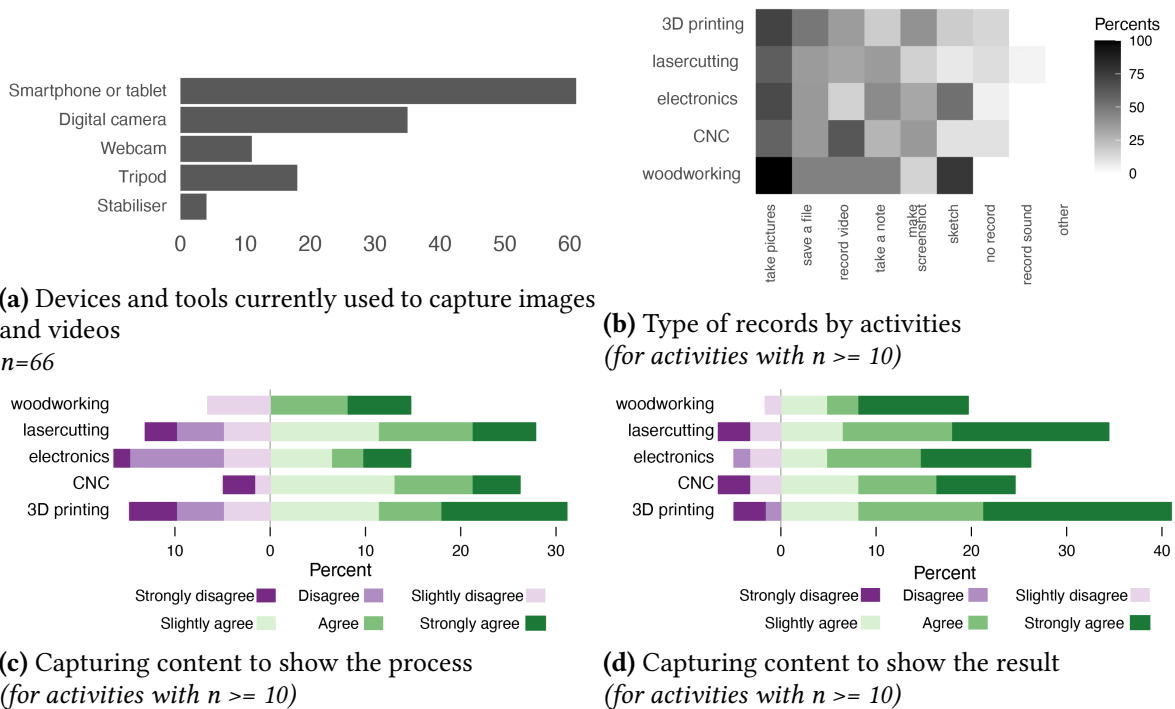 Smartphone or tablet
Digital camera
Webcam
Tripod
Stabiliser
0 10 20 30 40 50 60
(a) Devices and tools currently used to capture images
and videos
n=66
3D printing
lasercutting
electronics
CNC
woodworking
take pictures
save a file
record video
take a note
make
screenshot
sketch
no record
record sound
other
Percents
100
75
50
25
0
(b) Type of records by activities
(for activities with n >= 10)
woodworking
lasercutting
electronics
CNC
3D printing
10 0 10 20 30
Percent
Strongly disagree Disagree Slightly disagree
Slightly agree Agree Strongly agree
(c) Capturing content to show the process
(for activities with n >= 10)
woodworking
lasercutting
electronics
CNC
3D printing
0 10 20 30 40
Percent
Strongly disagree Disagree Slightly disagree
Slightly agree Agree Strongly agree
(d) Capturing content to show the result
(for activities with n >= 10)